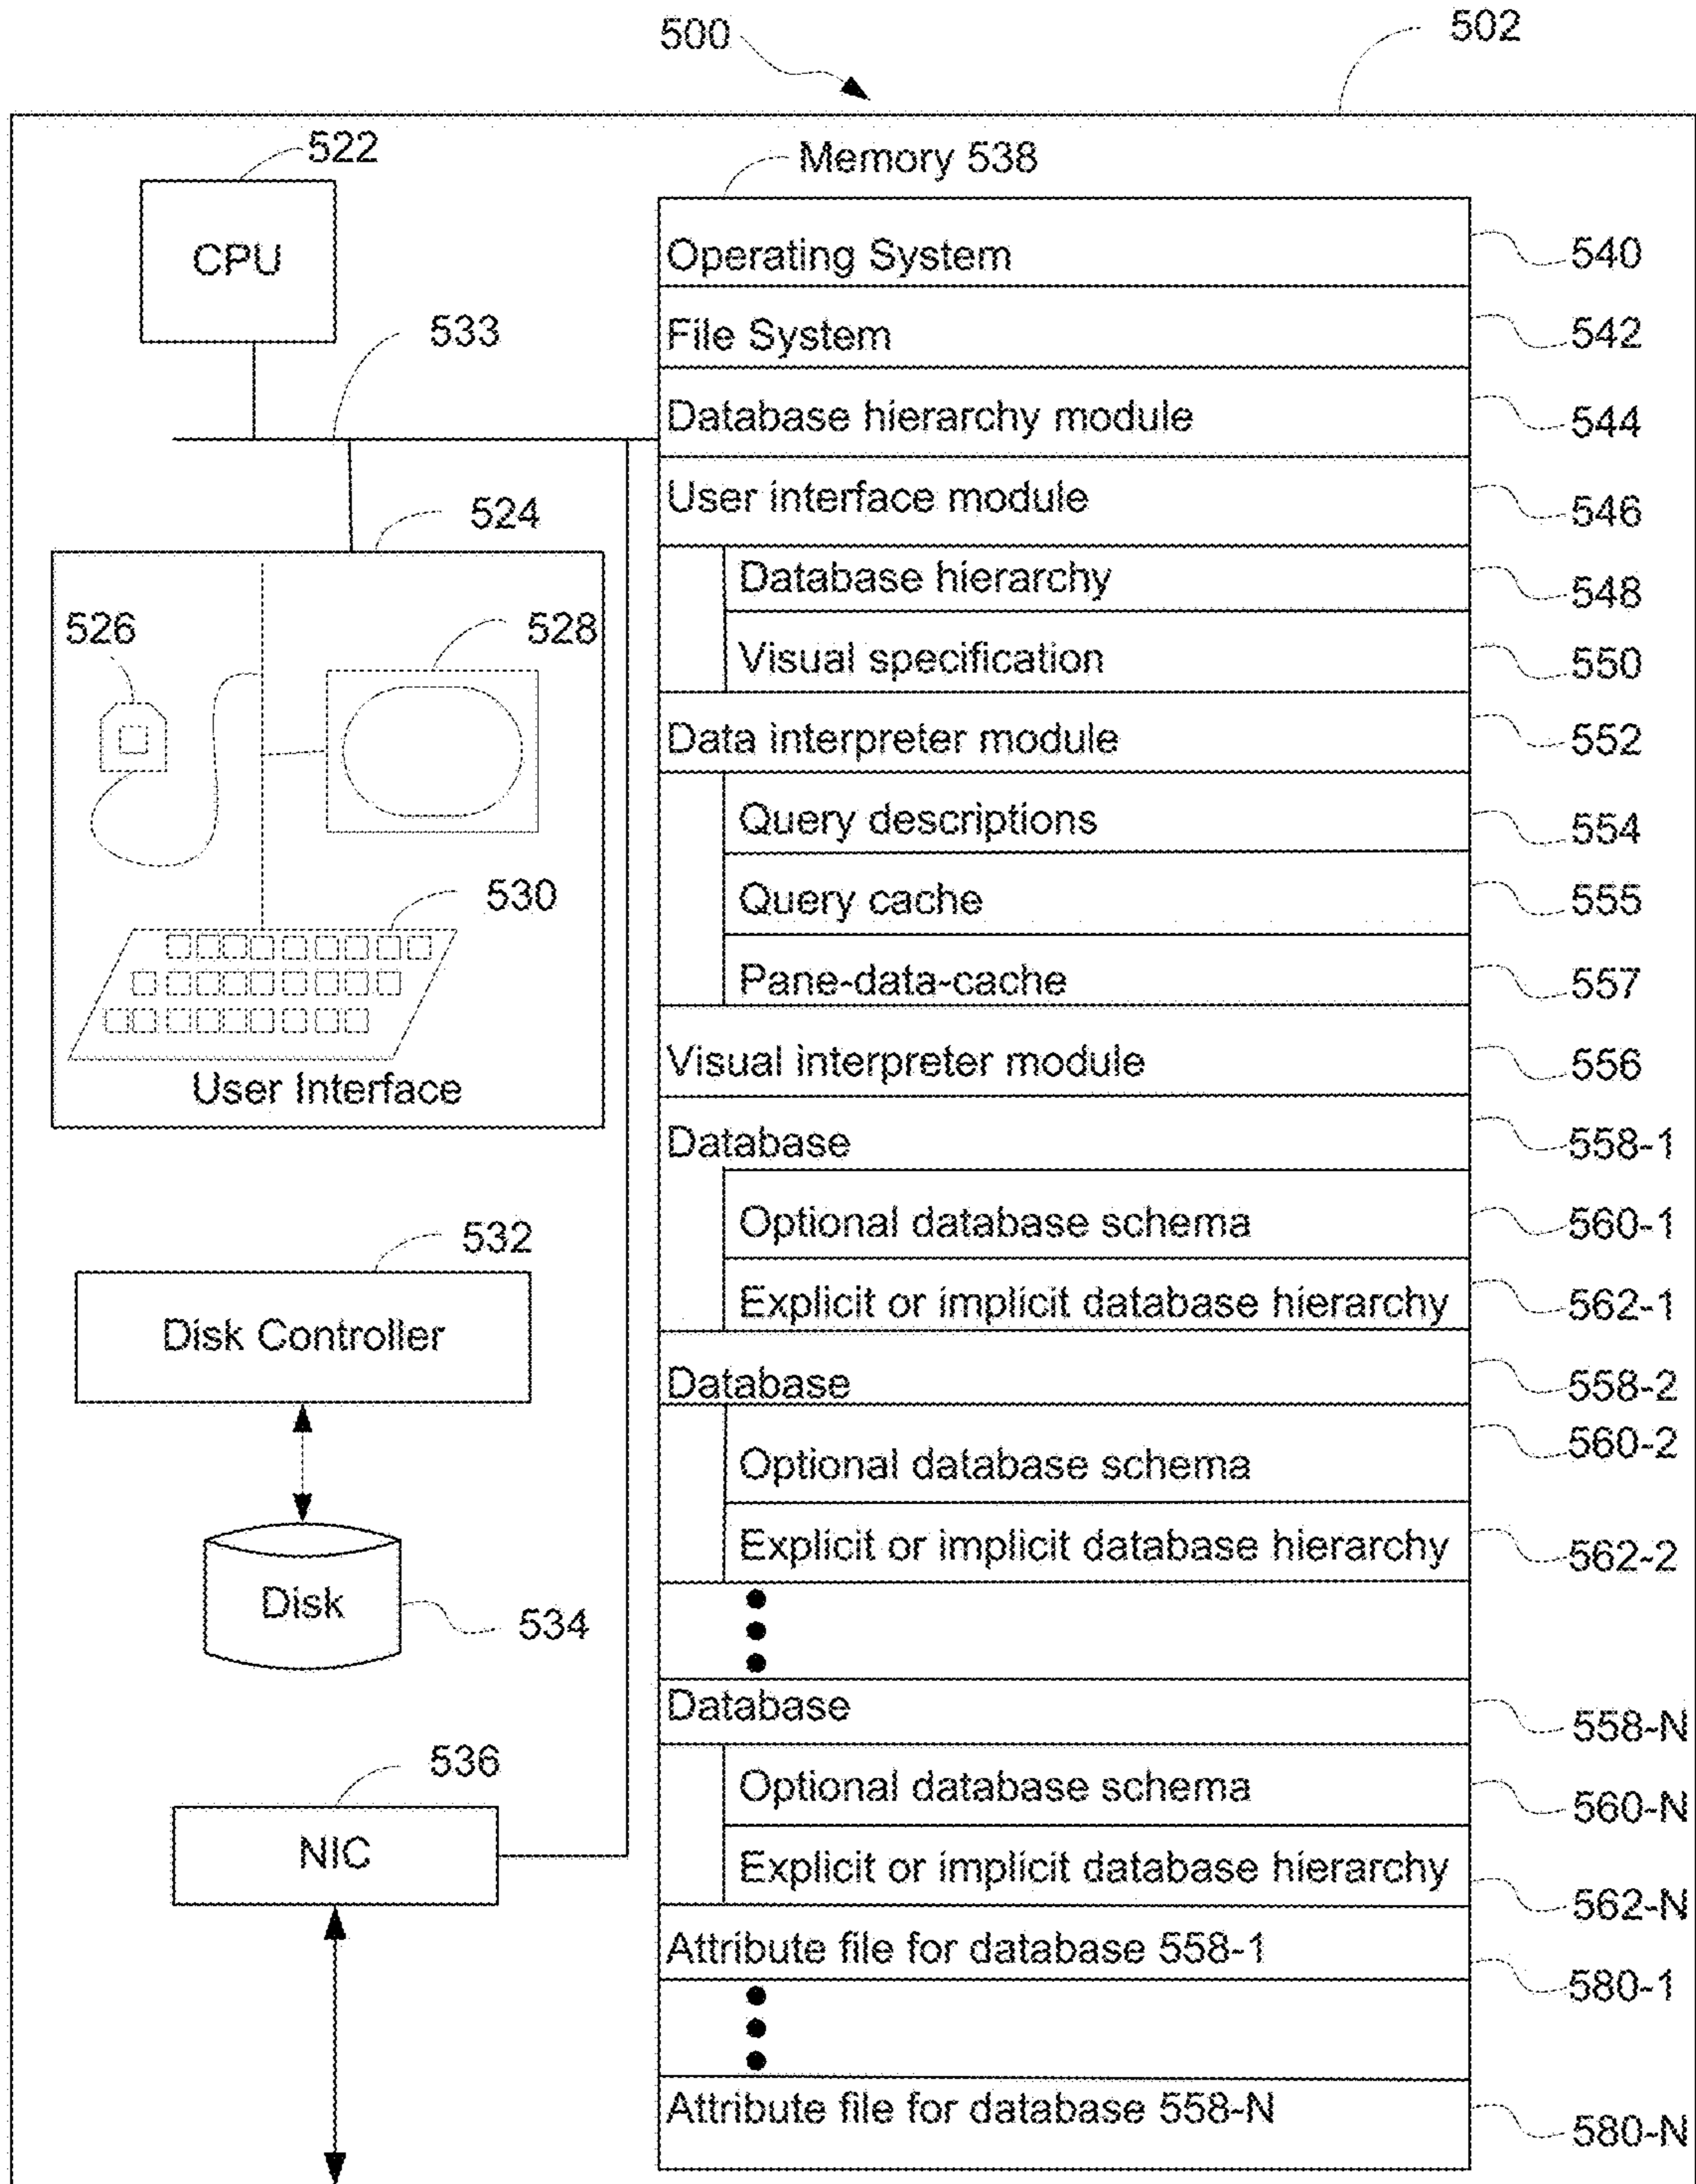 500
502
522
CPU
533
524
526
528
530
User Interface
532
Disk Controller
Disk
534
536
NIC
Memory 538
Operating System 540
File System 542
Database hierarchy module 544
User interface module 546
Database hierarchy 548
Visual specification 550
Data interpreter module 552
Query descriptions 554
Query cache 555
Pane-data-cache 557
Visual interpreter module 556
Database 558-1
Optional database schema 560-1
Explicit or implicit database hierarchy 562-1
Database 558-2
Optional database schema 560-2
Explicit or implicit database hierarchy 562-2
Database 558-N
Optional database schema 560-N
Explicit or implicit database hierarchy 562-N
Attribute file for database 558-1 580-1
Attribute file for database 558-N 580-N